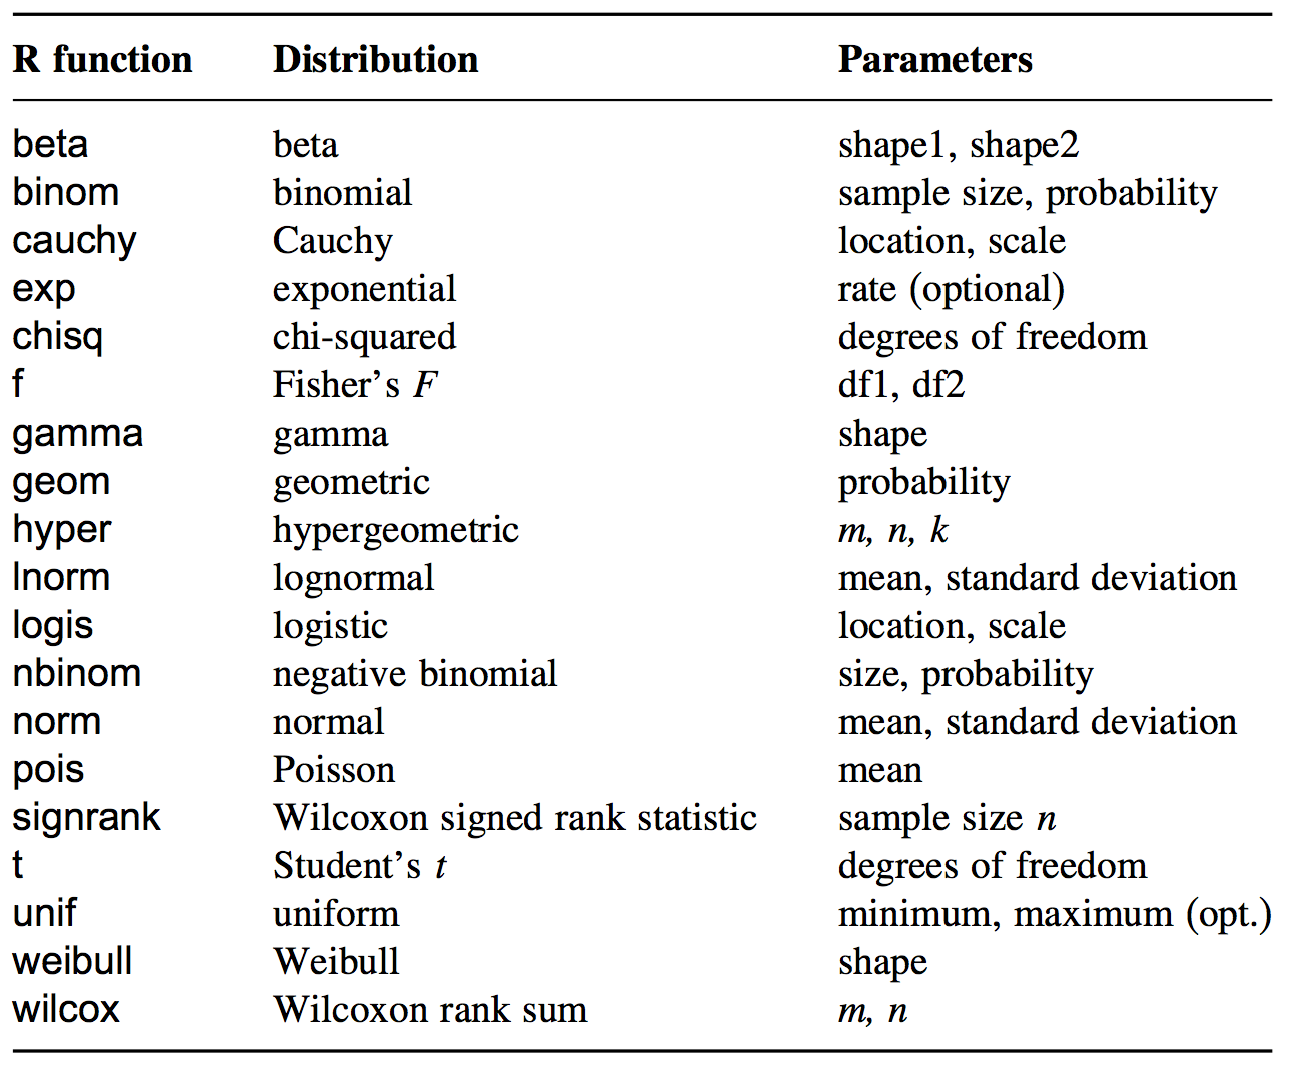 R function Distribution Parameters
beta beta shape1, shape2
binom binomial sample size, probability
cauchy Cauchy location, scale
exp exponential rate (optional)
chisq chi-squared degrees of freedom
f Fisher’s F df1, df2
gamma gamma shape
geom geometric probability
hyper hypergeometric m, n, k
lnorm lognormal mean, standard deviation
logis logistic location, scale
nbinom negative binomial size, probability
norm normal mean, standard deviation
pois Poisson mean
signrank Wilcoxon signed rank statistic sample size n
t Student’s t degrees of freedom
unif uniform minimum, maximum (opt.)
weibull Weibull shape
wilcox Wilcoxon rank sum m, n